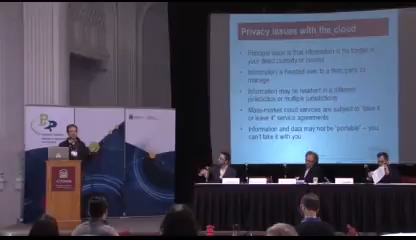 Privacy issues with the cloud
Principal issue is that information is no longer in
your direct custody or control
Information is handed over to a third party to
manage
Information may be resident in a different
jurisdiction or multiple jurisdictions
Mass-market cloud services are subject to "take it
or leave it" service agreements
Information and data may not be "portable" – you
can't take it with you